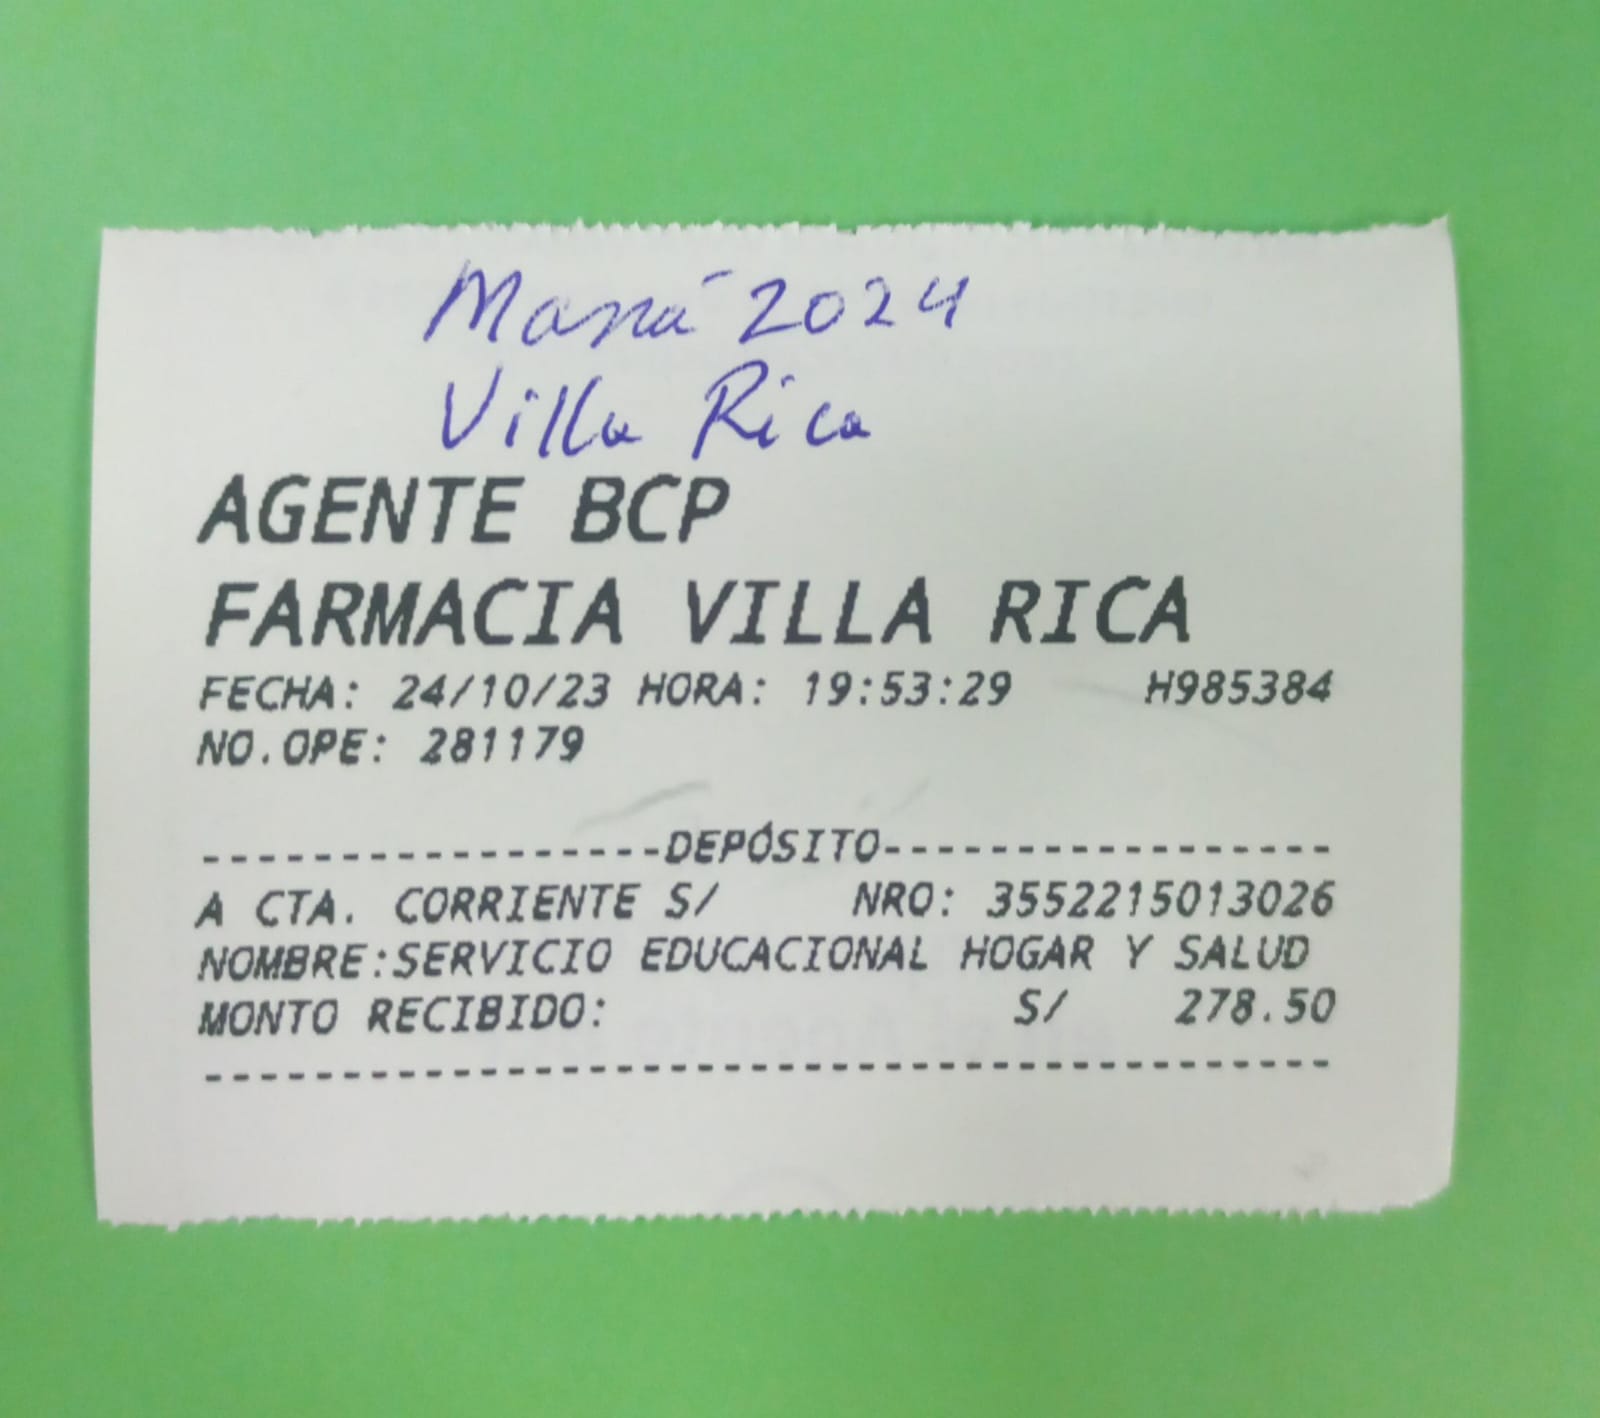 Maná 2024
Villa Rica
AGENTE BCP
FARMACIA VILLA RICA
FECHA: 24/10/23 HORA: 19:53:29 H985384
NO.OPE: 281179
-----------------DEPÓSITO-----------------
A CTA. CORRIENTE S/ NRO: 3552215013026
NOMBRE:SERVICIO EDUCACIONAL HOGAR Y SALUD
MONTO RECIBIDO: S/ 278.50
------------------------------------------